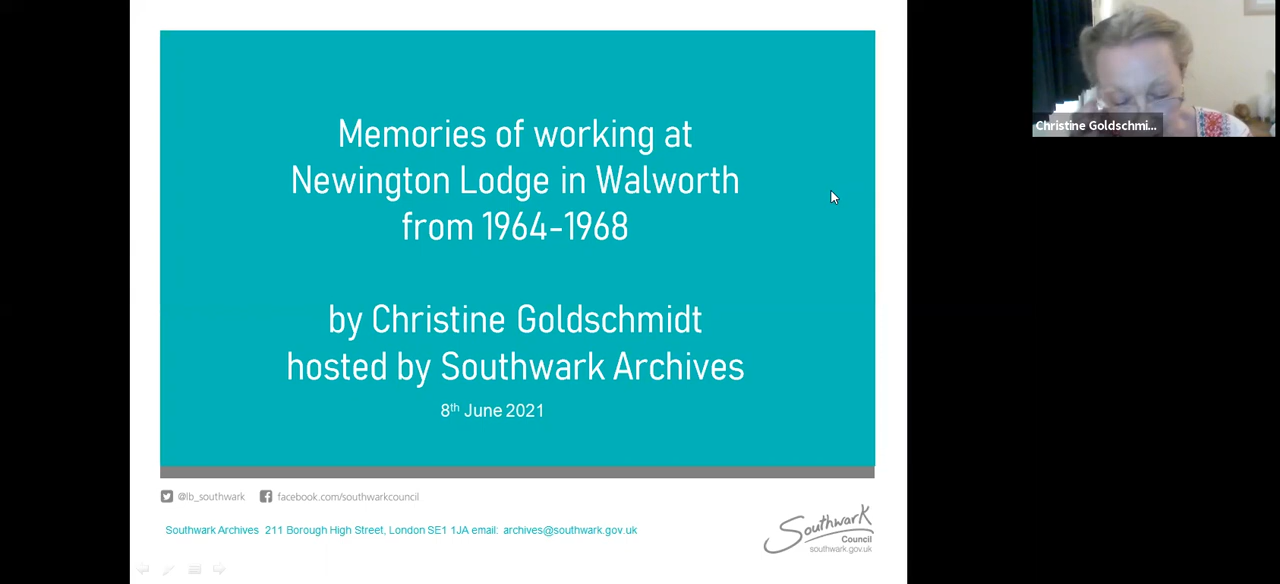 Memories of working at
Newington Lodge in Walworth
from 1964-1968
by Christine Goldschmidt
hosted by Southwark Archives
8th June 2021
@lb_southwark facebook.com/southwarkcouncil
Southwark Archives 211 Borough High Street, London SE1 1JA email: archives@southwark.gov.uk
Southwark
Council
southwark.gov.uk
Christine Goldschmi...